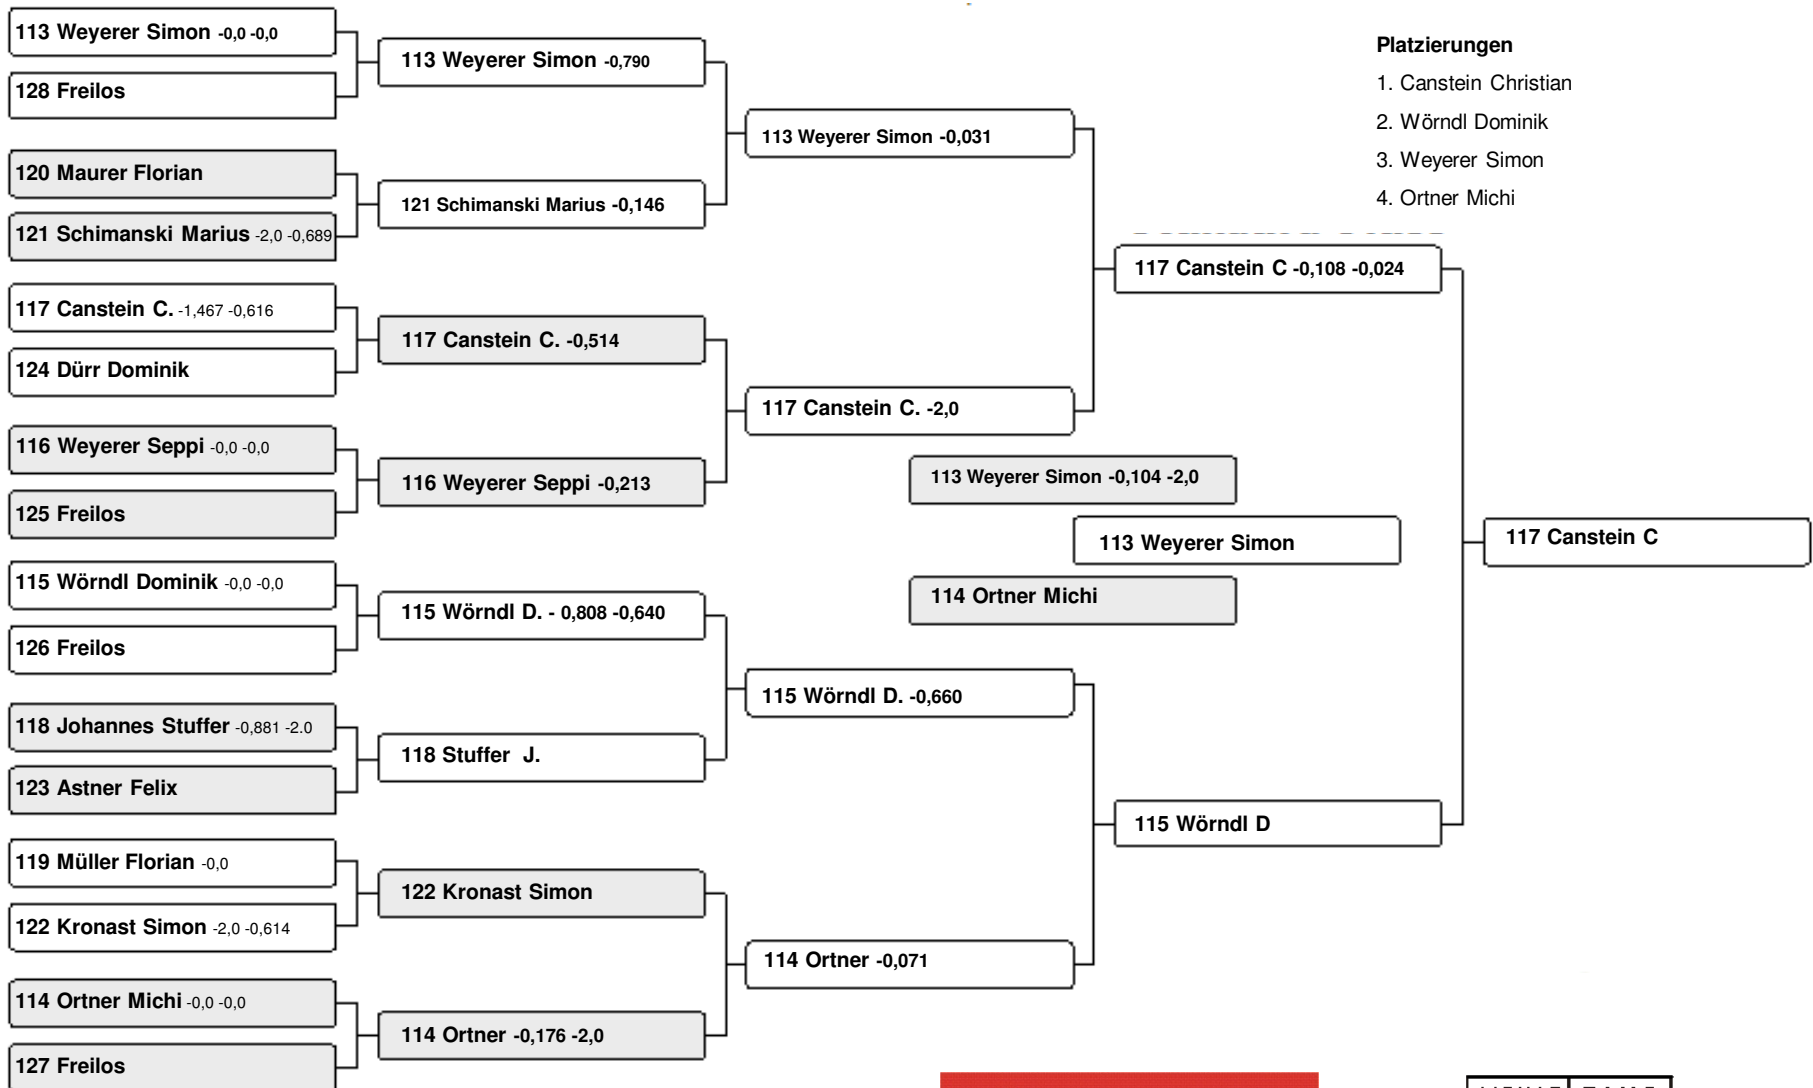 113 Weyerer Simon -0,0 -0,0
128 Freilos
120 Maurer Florian
121 Schimanski Marius -2,0 -0,689
117 Canstein C. -1,467 -0,616
124 Dürr Dominik
116 Weyerer Seppi -0,0 -0,0
125 Freilos
115 Wörndl Dominik -0,0 -0,0
126 Freilos
118 Johannes Stuffer -0,881 -2.0
123 Astner Felix
119 Müller Florian -0,0
122 Kronast Simon -2,0 -0,614
114 Ortner Michi -0,0 -0,0
127 Freilos
113 Weyerer Simon -0,790
121 Schimanski Marius -0,146
117 Canstein C. -0,514
116 Weyerer Seppi -0,213
115 Wörndl D. - 0,808 -0,640
118 Stuffer J.
122 Kronast Simon
114 Ortner -0,176 -2,0
113 Weyerer Simon -0,031
117 Canstein C. -2,0
115 Wörndl D. -0,660
114 Ortner -0,071
113 Weyerer Simon -0,104 -2,0
113 Weyerer Simon
114 Ortner Michi
117 Canstein C -0,108 -0,024
115 Wörndl D
117 Canstein C
Platzierungen
1. Canstein Christian
2. Wörndl Dominik
3. Weyerer Simon
4. Ortner Michi